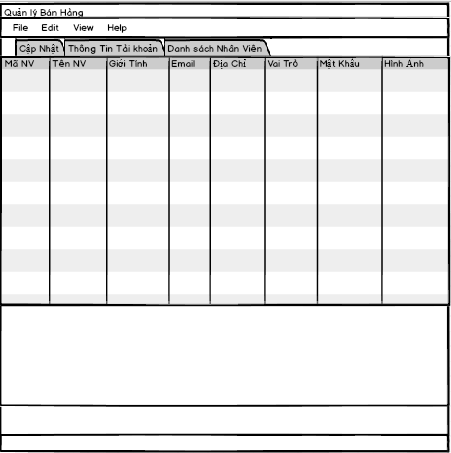 Quản lý Bán Hàng
File Edit View Help
Cập Nhật Thông Tin Tài khoản Danh sách Nhân Viên
Mã NV Tên NV Giới Tính Email Địa Chỉ Vai Trò Mật Khẩu Hình Ảnh